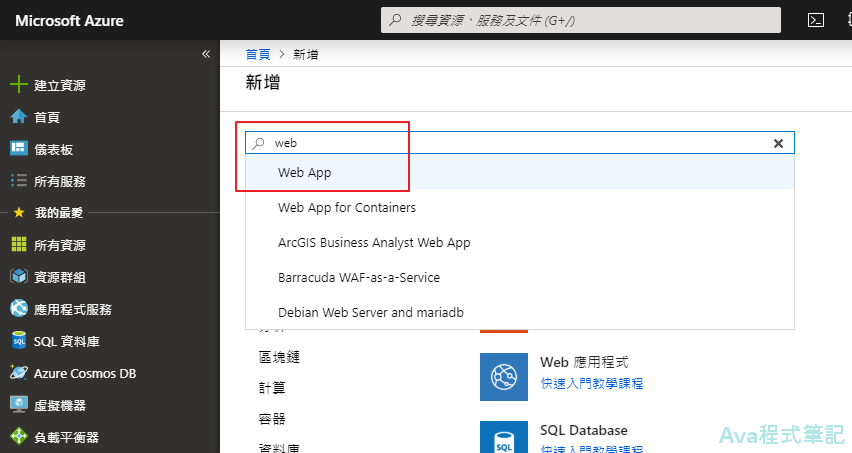 Microsoft Azure
搜尋資源、服務及文件 (G+/)
«
建立資源
首頁
儀表板
所有服務
我的最愛
所有資源
資源群組
應用程式服務
SQL 資料庫
Azure Cosmos DB
虛擬機器
負載平衡器
首頁 > 新增
新增
web
Web App
Web App for Containers
ArcGIS Business Analyst Web App
Barracuda WAF-as-a-Service
Debian Web Server and mariadb
區塊鏈
計算
容器
資料庫
Web 應用程式
快速入門教學課程
SQL
SQL Database
快速入門教學課程
Ava程式筆記